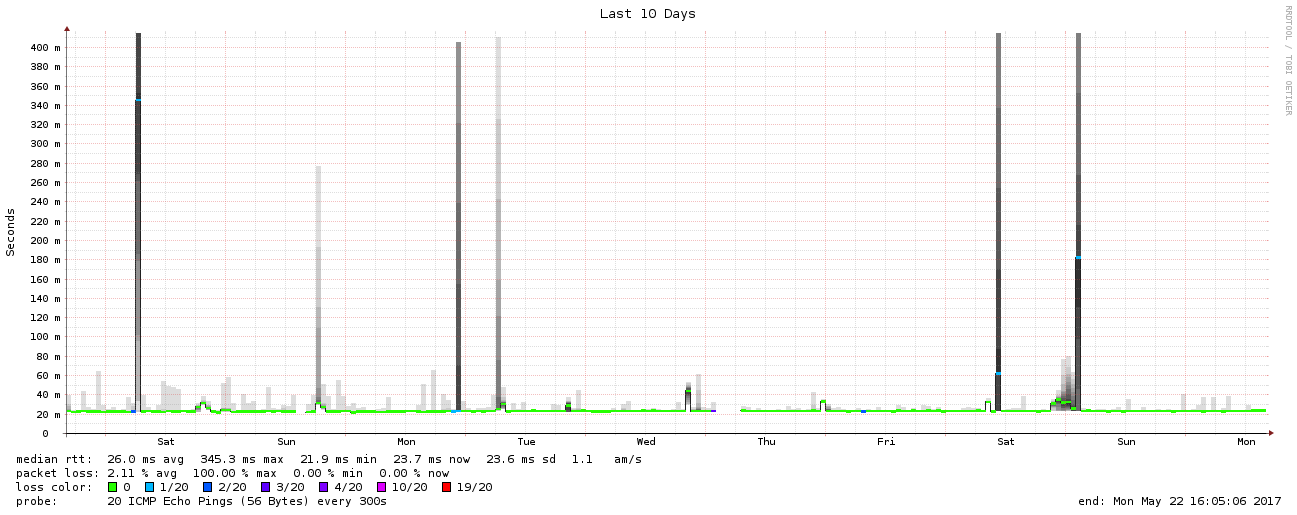 Last 10 Days
RRDTOOL / TOBI OETIKER
Seconds
400 m
380 m
360 m
340 m
320 m
300 m
280 m
260 m
240 m
220 m
200 m
180 m
160 m
140 m
120 m
100 m
80 m
60 m
40 m
20 m
0
Sat Sun Mon Tue Wed Thu Fri Sat Sun Mon
median rtt: 26.0 ms avg 345.3 ms max 21.9 ms min 23.7 ms now 23.6 ms sd 1.1 am/s
packet loss: 2.11 % avg 100.00 % max 0.00 % min 0.00 % now
loss color: 0 1/20 2/20 3/20 4/20 10/20 19/20
probe: 20 ICMP Echo Pings (56 Bytes) every 300s end: Mon May 22 16:05:06 2017